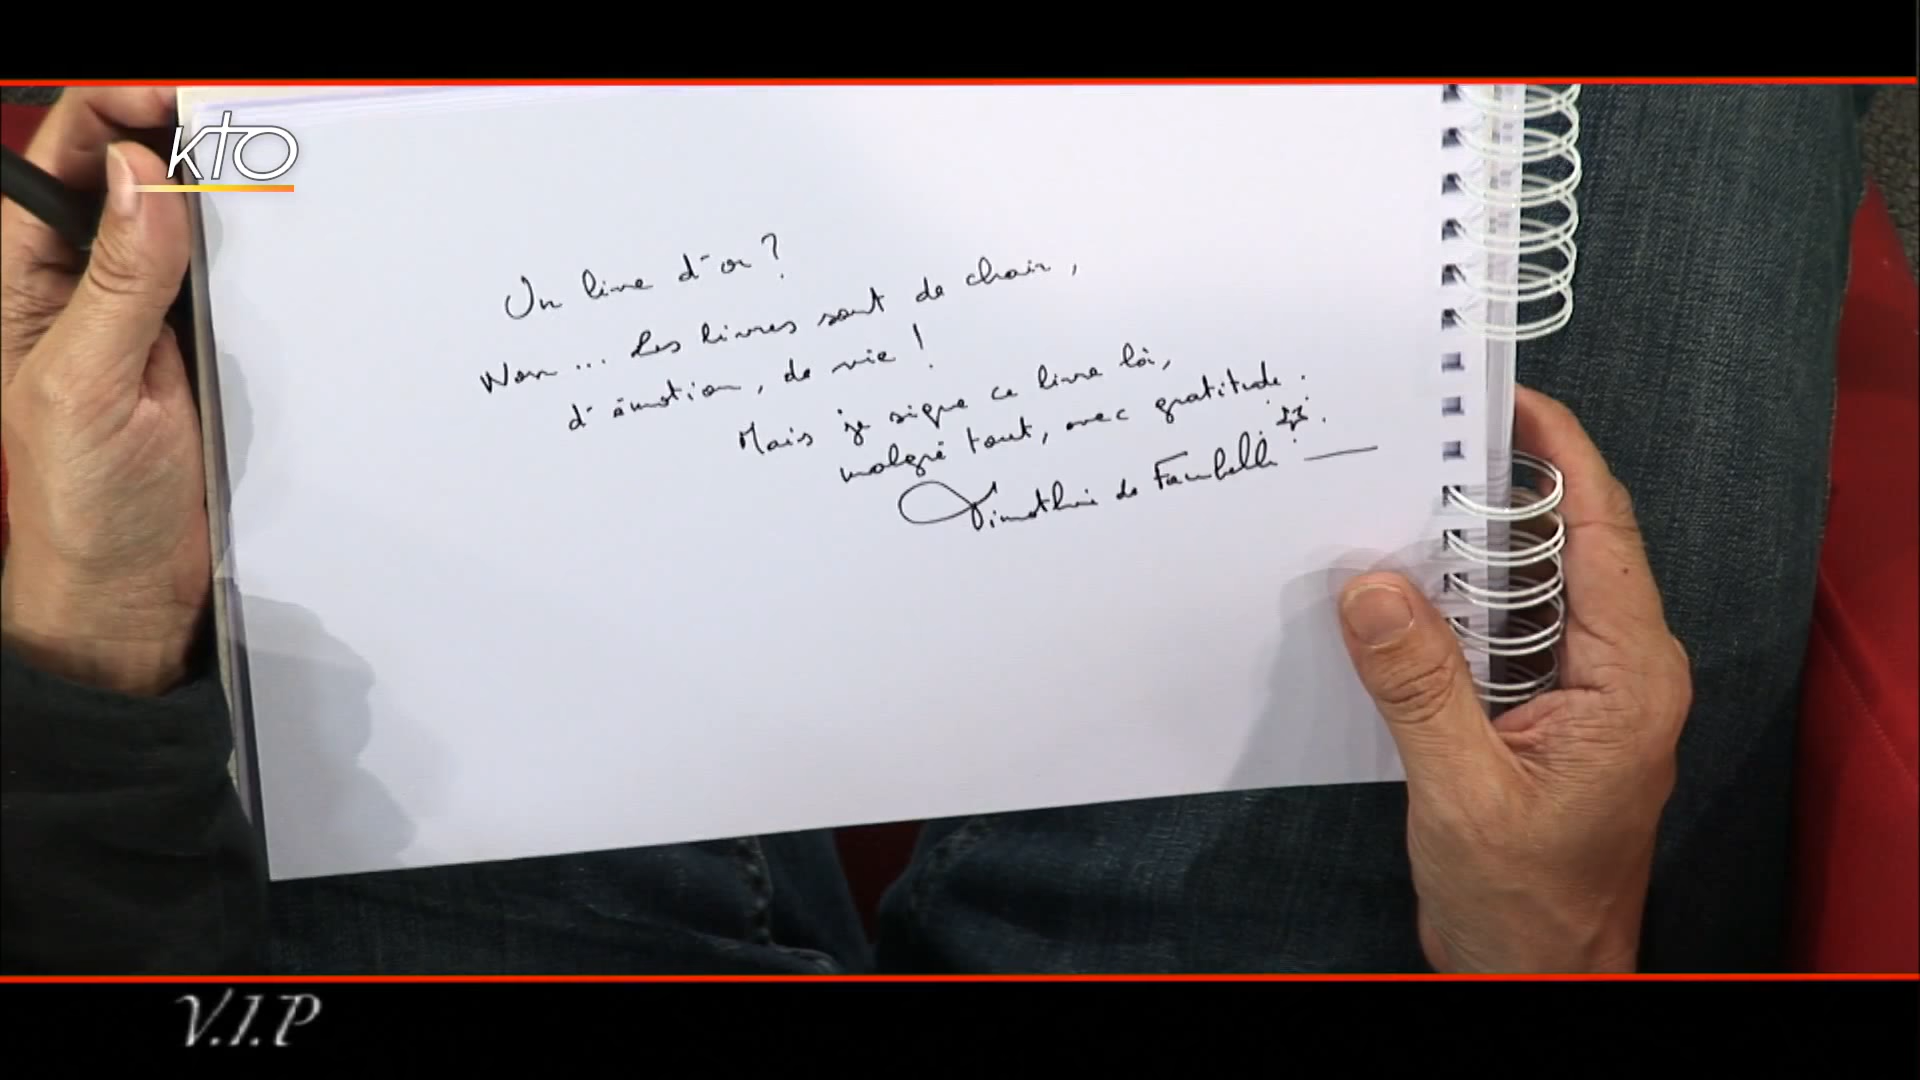 KTO
Un livre d'or ?
Non ... Les livres sont de chair,
d'émotion, de vie !
Mais je signe ce livre là,
malgré tout, avec gratitude.
Timothée de Fombelle
V.I.P